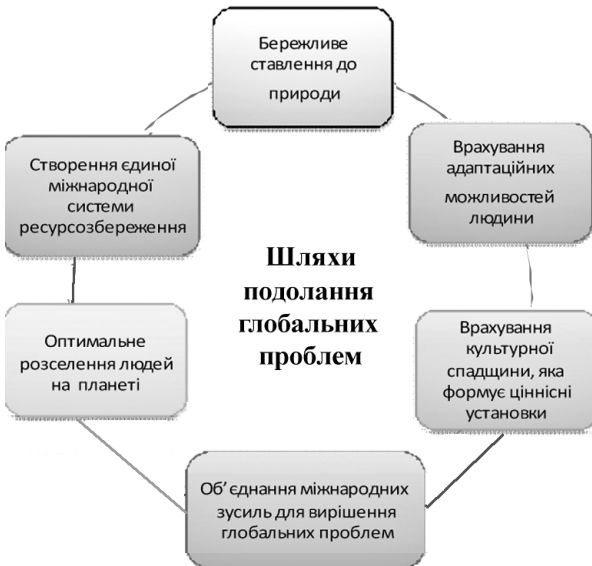 Бережливе
ставлення до
природи
Врахування
адаптаційних
можливостей
людини
Врахування
культурної
спадщини, яка
формує ціннісні
установки
Об’єднання міжнародних
зусиль для вирішення
глобальних проблем
Оптимальне
розселення людей
на планеті
Створення єдиної
міжнародної
системи
ресурсозбереження
Шляхи
подолання
глобальних
проблем